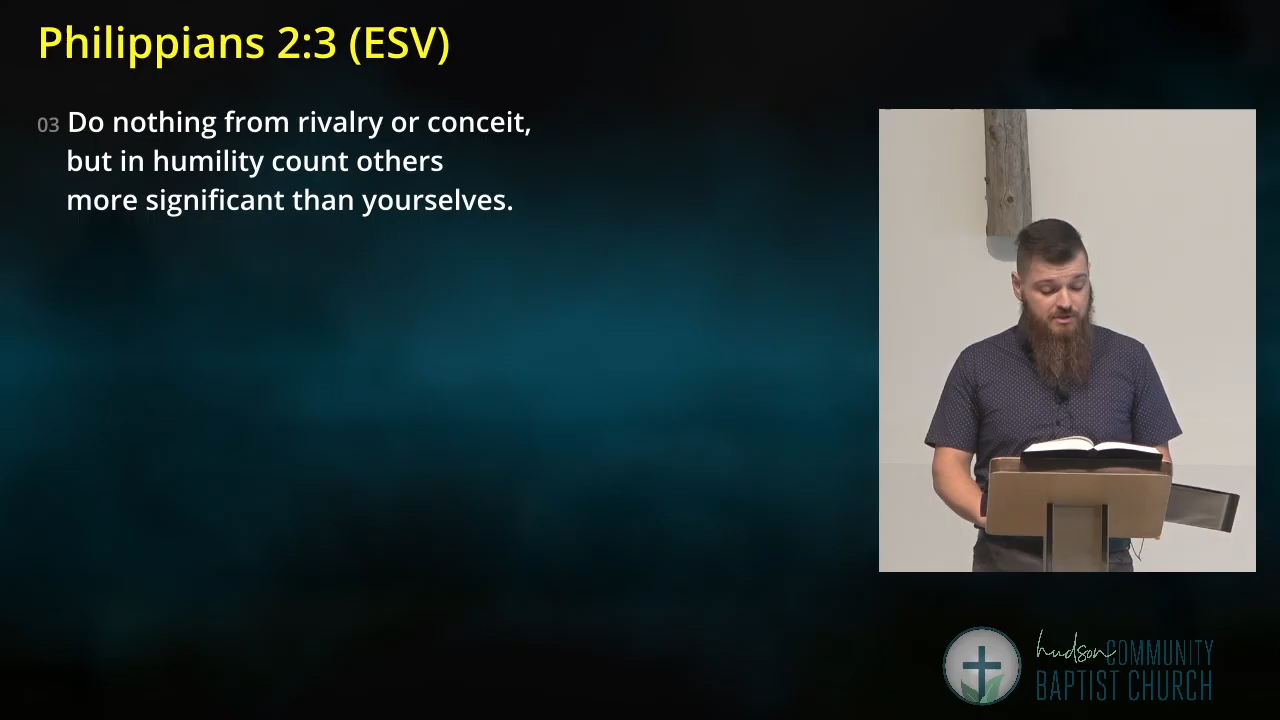 Philippians 2:3 (ESV)
03 Do nothing from rivalry or conceit,
but in humility count others
more significant than yourselves.
hudson COMMUNITY
BAPTIST CHURCH